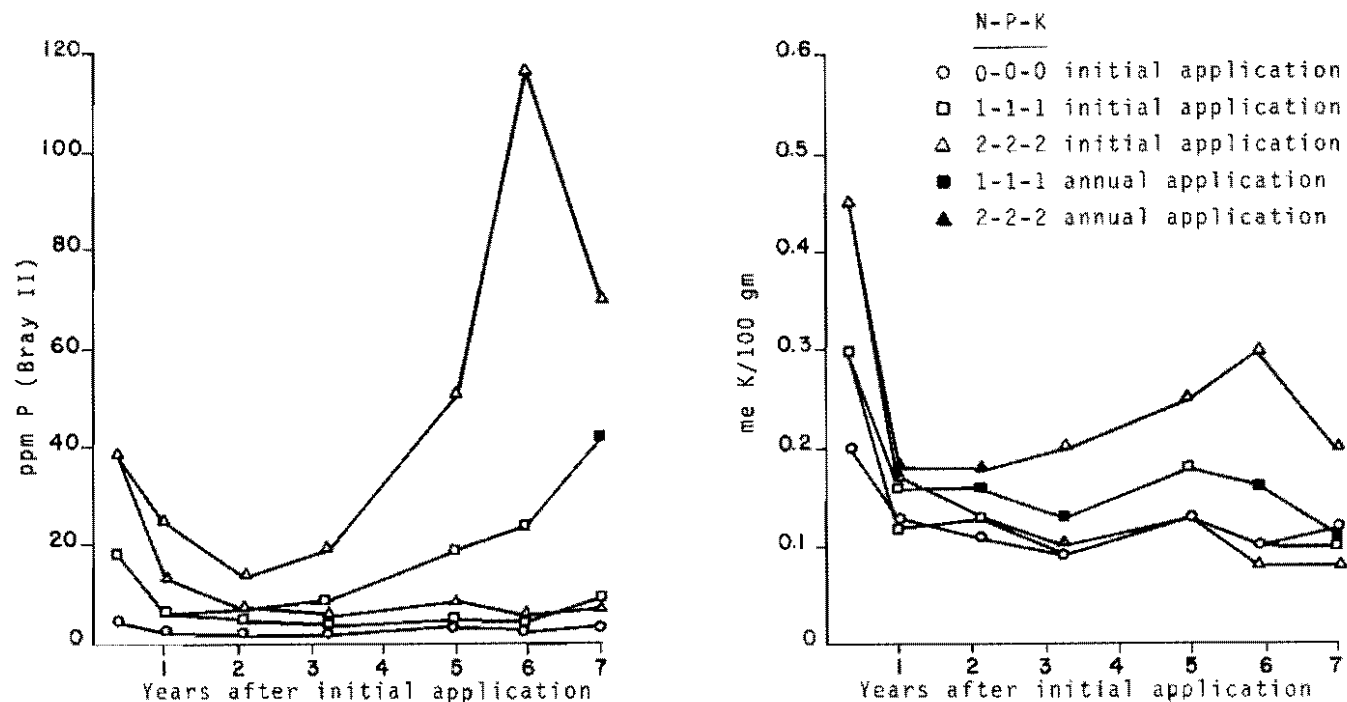 120
100
80
60
40
20
0
ppm P (Bray II)
1 2 3 4 5 6 7
Years after initial application
N-P-K
0-0-0 initial application
1-1-1 initial application
2-2-2 initial application
1-1-1 annual application
2-2-2 annual application
0.6
0.5
0.4
0.3
0.2
0.1
0
me K/100 gm
1 2 3 4 5 6 7
Years after initial application